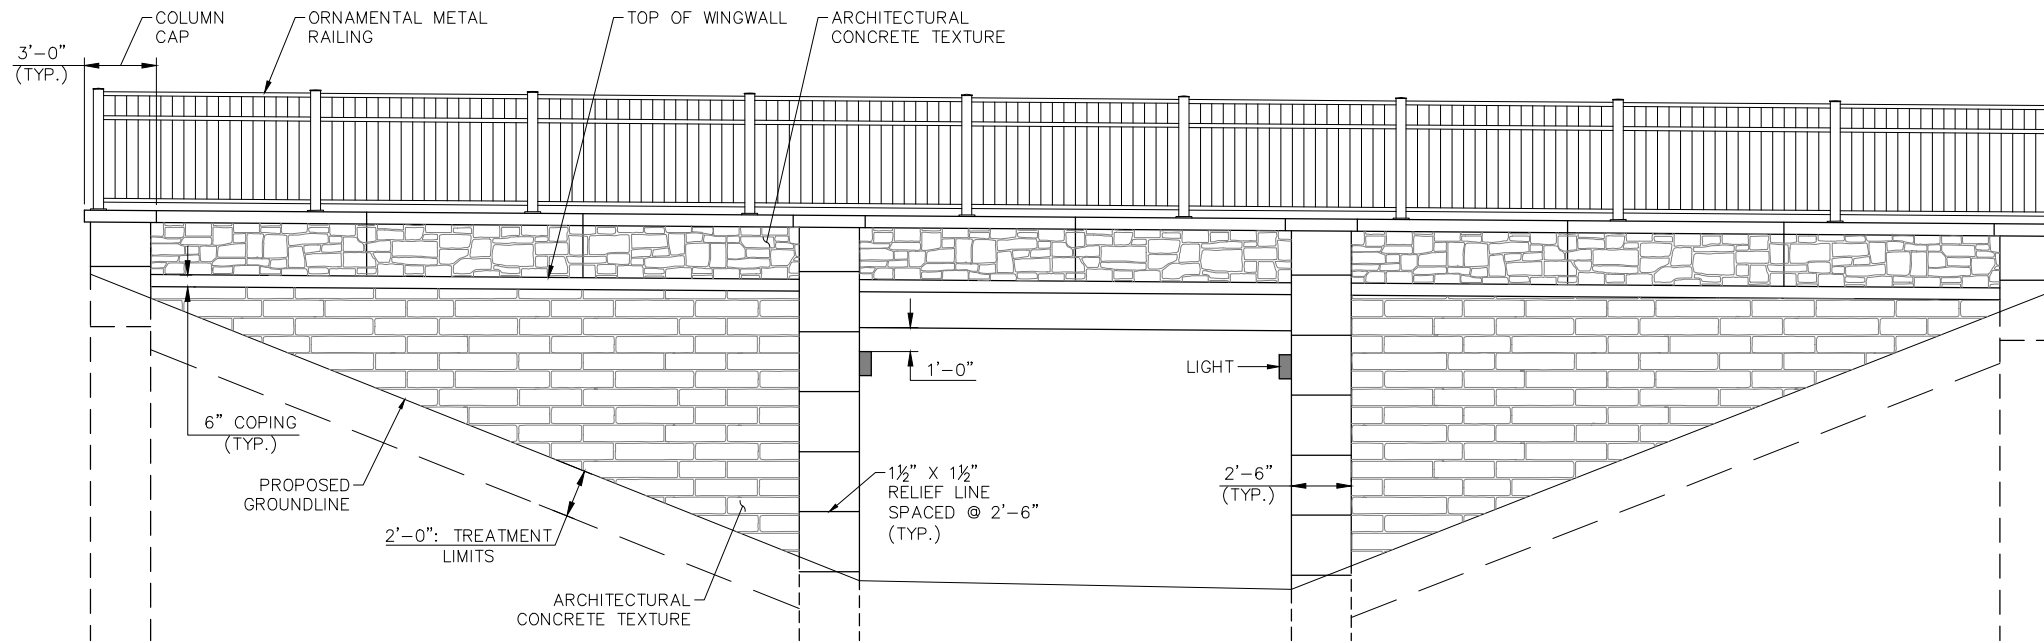 COLUMN
CAP
ORNAMENTAL METAL
RAILING
TOP OF WINGWALL
ARCHITECTURAL
CONCRETE TEXTURE
3'-0"
(TYP.)
1'-0"
LIGHT
6" COPING
(TYP.)
PROPOSED
GROUNDLINE
2'-0": TREATMENT
LIMITS
1½" X 1½"
RELIEF LINE
SPACED @ 2'-6"
(TYP.)
2'-6"
(TYP.)
ARCHITECTURAL
CONCRETE TEXTURE